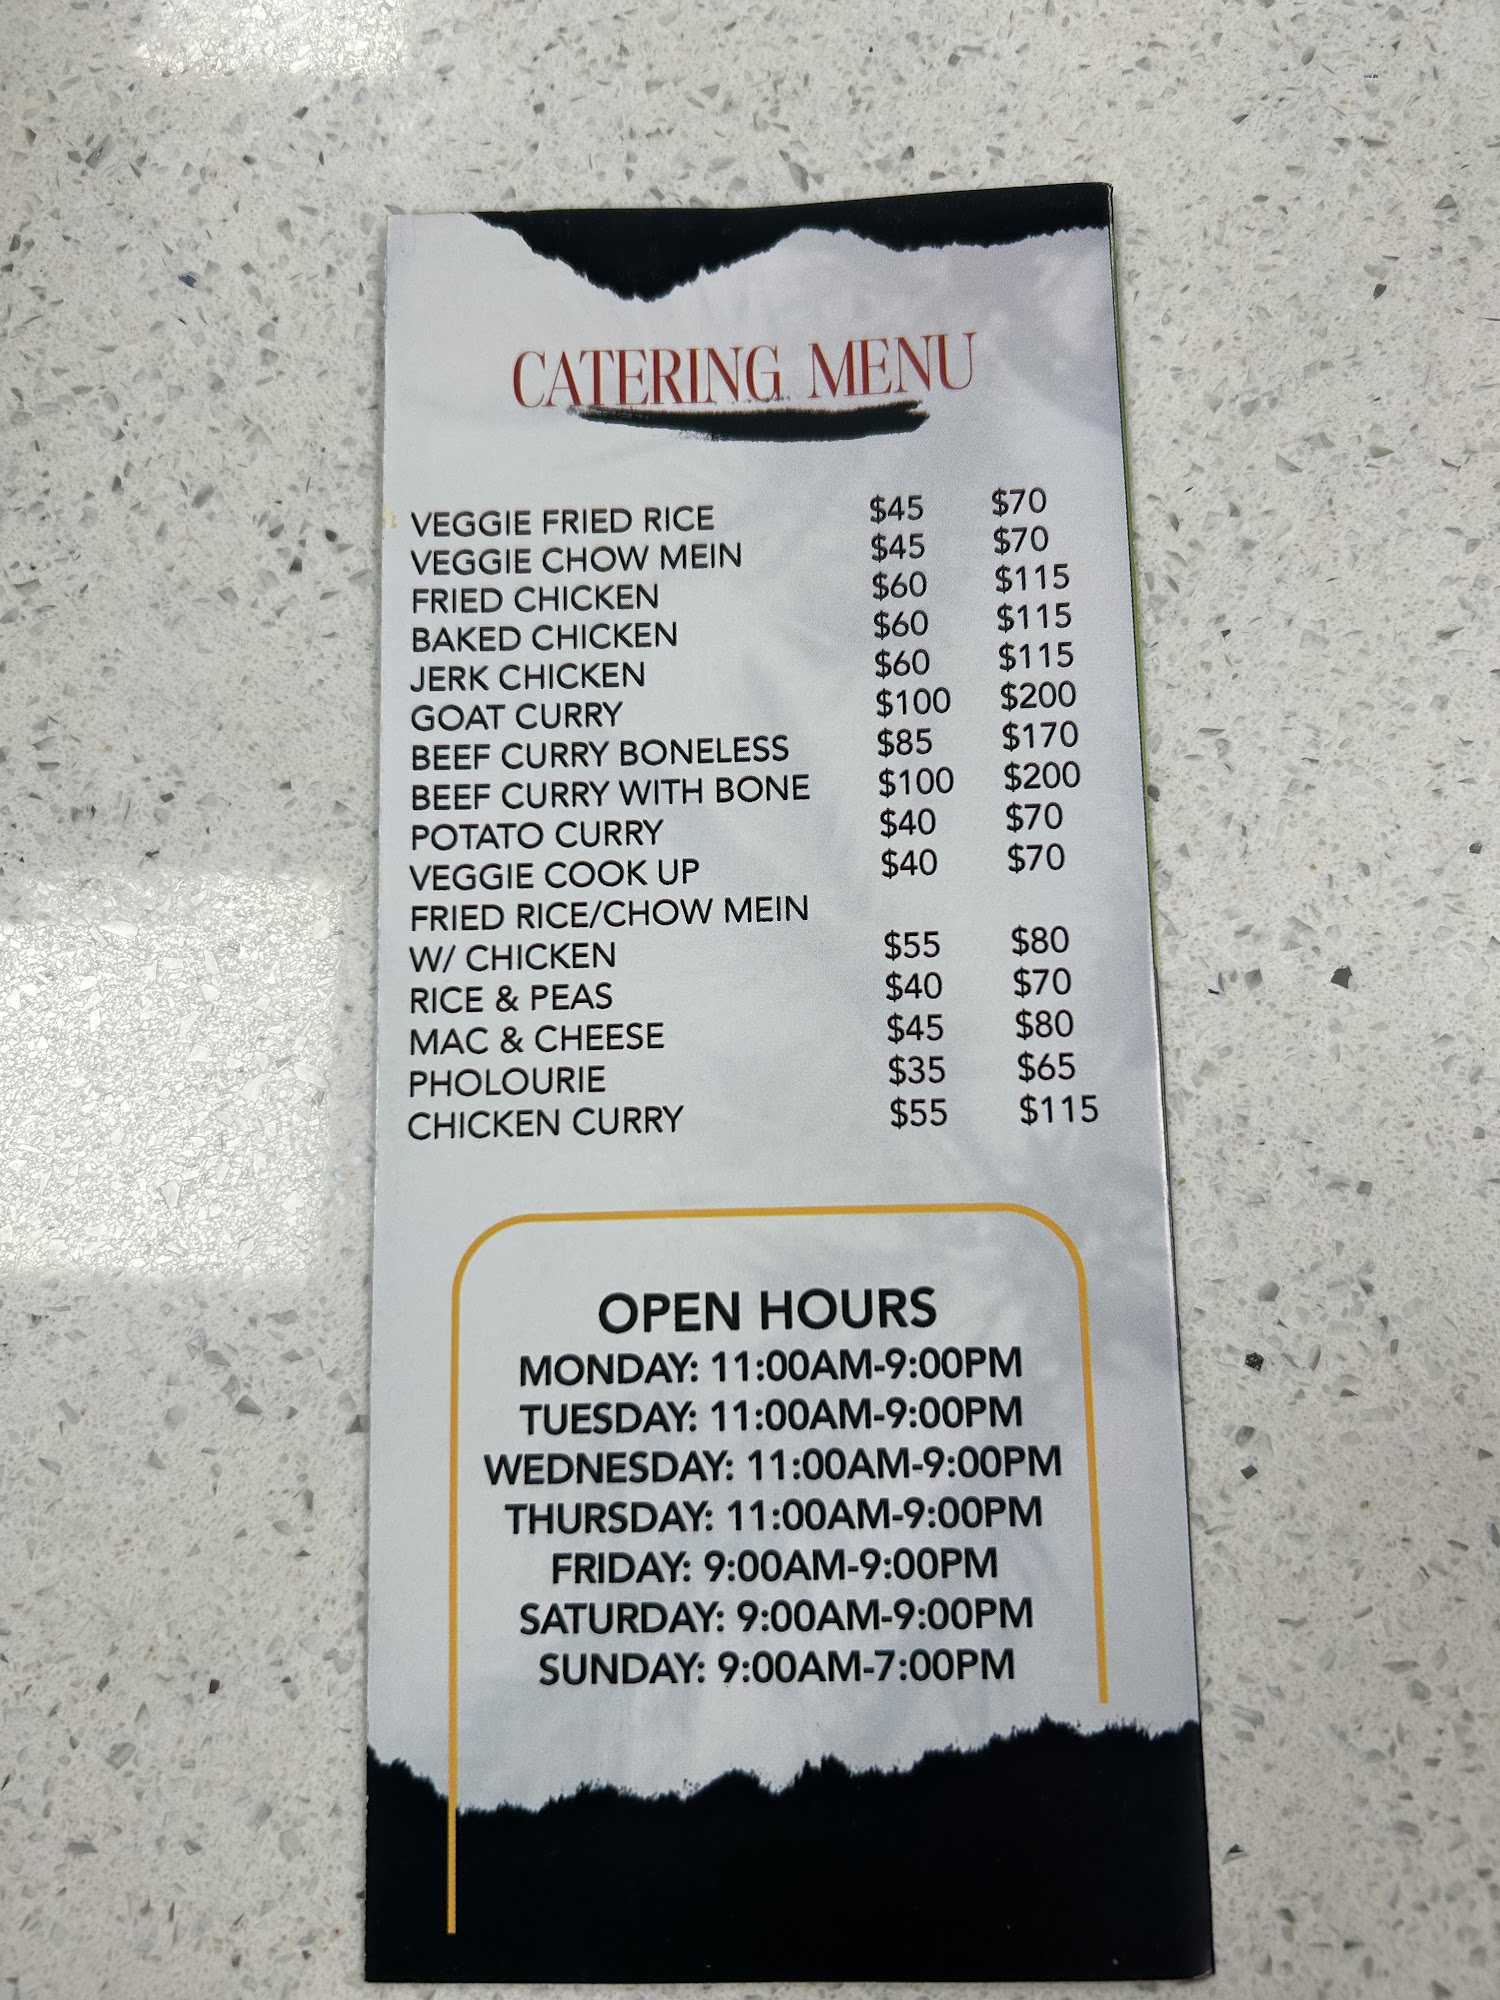 CATERING MENU
VEGGIE FRIED RICE $45 $70
VEGGIE CHOW MEIN $45 $70
FRIED CHICKEN $60 $115
BAKED CHICKEN $60 $115
JERK CHICKEN $60 $115
GOAT CURRY $100 $200
BEEF CURRY BONELESS $85 $170
BEEF CURRY WITH BONE $100 $200
POTATO CURRY $40 $70
VEGGIE COOK UP $40 $70
FRIED RICE/CHOW MEIN
W/ CHICKEN $55 $80
RICE & PEAS $40 $70
MAC & CHEESE $45 $80
PHOLOURIE $35 $65
CHICKEN CURRY $55 $115
OPEN HOURS
MONDAY: 11:00AM-9:00PM
TUESDAY: 11:00AM-9:00PM
WEDNESDAY: 11:00AM-9:00PM
THURSDAY: 11:00AM-9:00PM
FRIDAY: 9:00AM-9:00PM
SATURDAY: 9:00AM-9:00PM
SUNDAY: 9:00AM-7:00PM